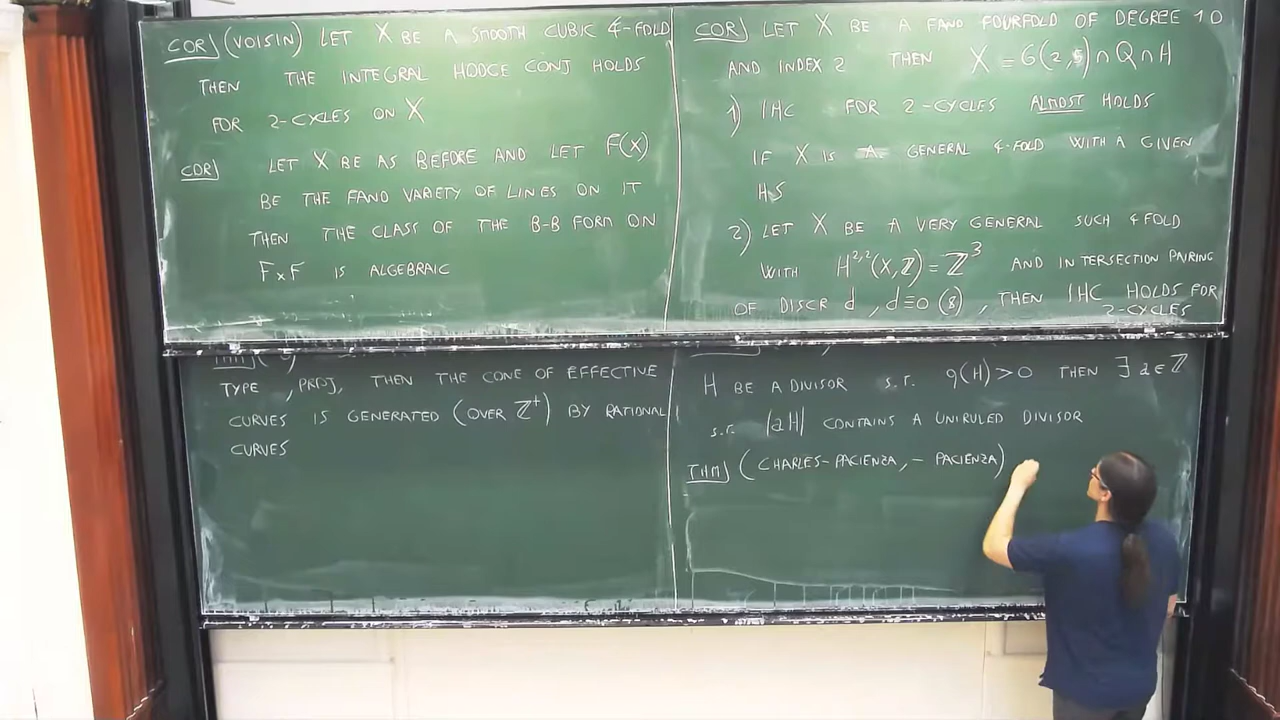 COR) (VOISIN) LET X BE A SMOOTH CUBIC 4-FOLD
THEN THE INTEGRAL HODGE CONJ HOLDS
FOR 2-CYCLES ON X
COR) LET X BE AS BEFORE AND LET F(X)
BE THE FANO VARIETY OF LINES ON IT
THEN THE CLASS OF THE B-B FORM ON
F×F IS ALGEBRAIC
COR) LET X BE A FANO FOURFOLD OF DEGREE 10
AND INDEX 2 THEN X = G(2,5)∩Q∩H
1) IHC FOR 2-CYCLES ALMOST HOLDS
IF X IS A GENERAL 4-FOLD WITH A GIVEN
HS
2) LET X BE A VERY GENERAL SUCH 4FOLD
WITH H^{2,2}(X,ℤ) = ℤ^3 AND INTERSECTION PAIRING
OF DISCR d, d≡0 (8), THEN IHC HOLDS FOR
2-CYCLES
TYPE, PROJ, THEN THE CONE OF EFFECTIVE
CURVES IS GENERATED (OVER ℤ^+) BY RATIONAL
CURVES
H BE A DIVISOR s.t. q(H)>0 THEN ∃ a∈ℤ
s.t. |aH| CONTAINS A UNIRULED DIVISOR
THM) (CHARLES-PACIENZA, – PACIENZA)